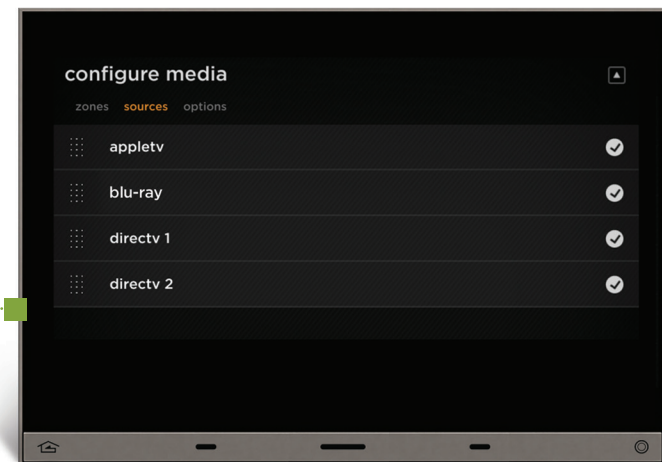 configure media
zones sources options
appletv
blu-ray
directv 1
directv 2